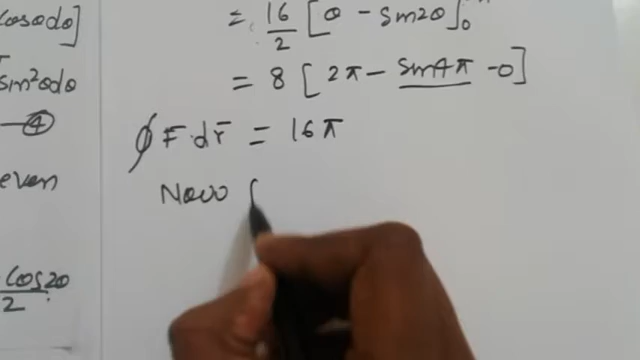 cosθdθ]
sin²θdθ
—④
even
cos2θ
2
= 16/2 [θ - sin2θ]₀
= 8 [2π - sin4π - 0]
∮ F̄ dr̄ = 16π
Now ∫